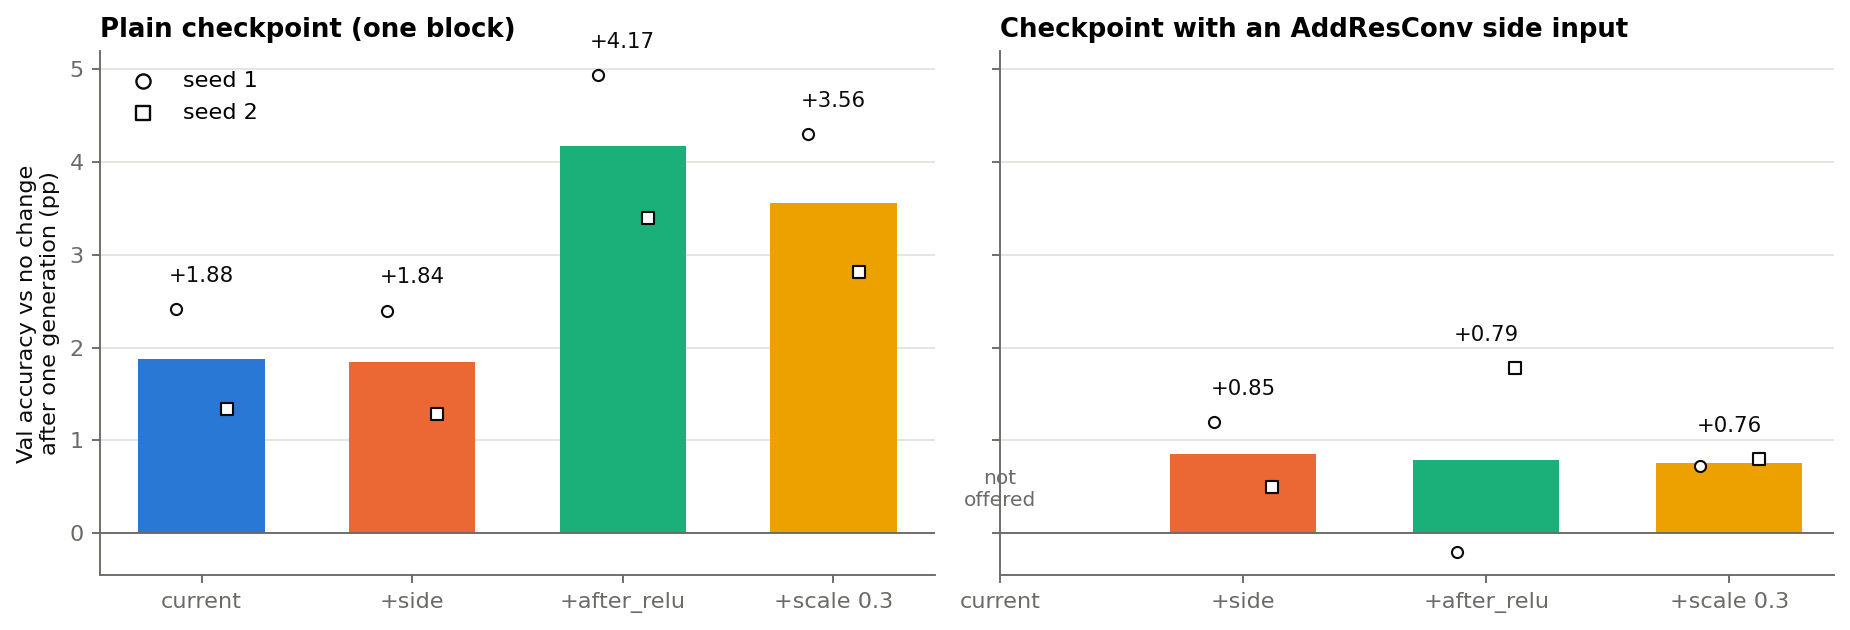 Plain checkpoint (one block)
Val accuracy vs no change
after one generation (pp)
5
4
3
2
1
0
seed 1
seed 2
+1.88
+1.84
+4.17
+3.56
current
+side
+after_relu
+scale 0.3
Checkpoint with an AddResConv side input
not
offered
+0.85
+0.79
+0.76
current
+side
+after_relu
+scale 0.3